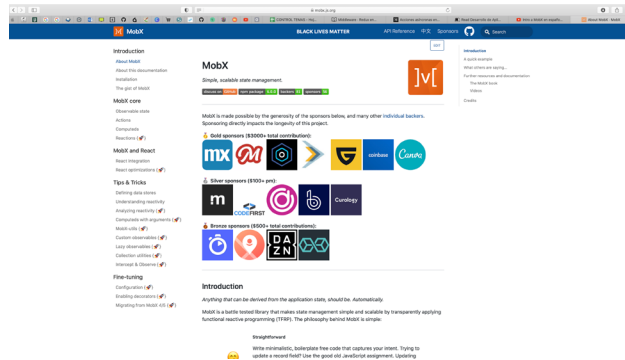 mobx.js.org
MobX
BLACK LIVES MATTER
API Reference
中文
Sponsors
Search
Introduction
About MobX
About this documentation
Installation
The gist of MobX
MobX core
Observable state
Actions
Computeds
Reactions (🚀)
MobX and React
React integration
React optimizations (🚀)
Tips & Tricks
Defining data stores
Understanding reactivity
Analyzing reactivity (🚀)
Computeds with arguments (🚀)
MobX-utils (🚀)
Custom observables (🚀)
Lazy observables (🚀)
Collection utilities (🚀)
Intercept & Observe (🚀)
Fine-tuning
Configuration (🚀)
Enabling decorators (🚀)
Migrating from MobX 4/5 (🚀)
EDIT
MobX
Simple, scalable state management.
MobX is made possible by the generosity of the sponsors below, and many other individual backers.
Sponsoring directly impacts the longevity of this project.
🥇 Gold sponsors ($3000+ total contribution):
mx
coinbase
Canva
🥈 Silver sponsors ($100+ pm):
m
CODEFIRST
b
Curology
🥉 Bronze sponsors ($500+ total contributions):
DA
ZN
Introduction
Anything that can be derived from the application state, should be. Automatically.
MobX is a battle tested library that makes state management simple and scalable by transparently applying
functional reactive programming (TFRP). The philosophy behind MobX is simple:
Straightforward
Write minimalistic, boilerplate free code that captures your intent. Trying to
update a record field? Use the good old JavaScript assignment. Updating
Introduction
A quick example
What others are saying...
Further resources and documentation
The MobX book
Videos
Credits